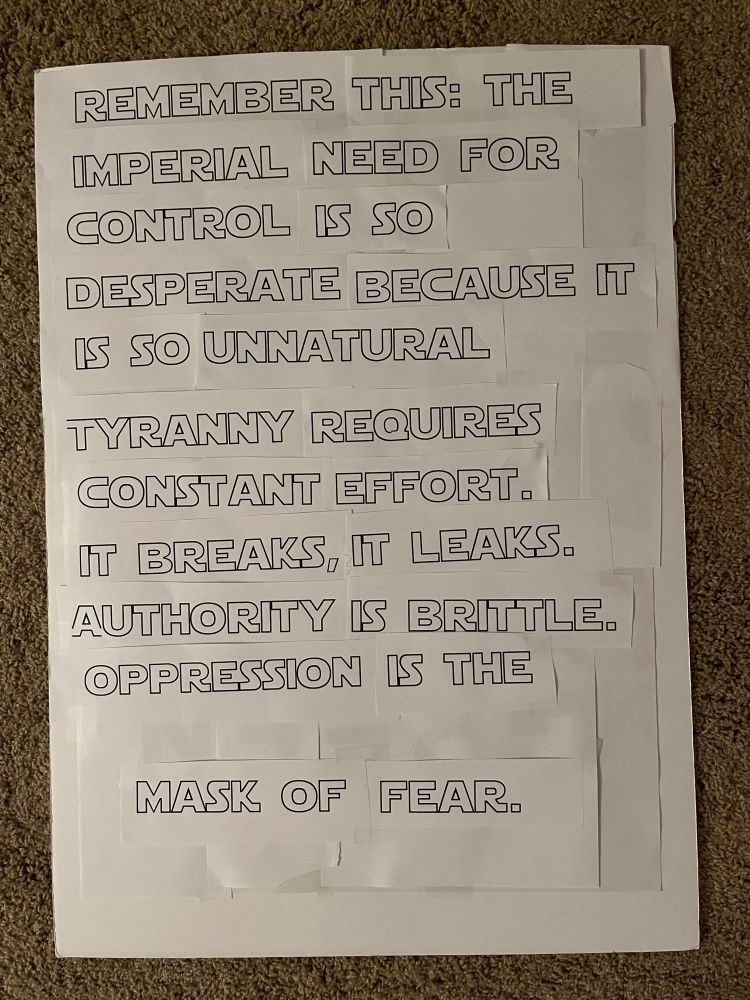 REMEMBER THIS: THE
IMPERIAL NEED FOR
CONTROL IS SO
DESPERATE BECAUSE IT
IS SO UNNATURAL
TYRANNY REQUIRES
CONSTANT EFFORT.
IT BREAKS, IT LEAKS.
AUTHORITY IS BRITTLE.
OPPRESSION IS THE
MASK OF FEAR.